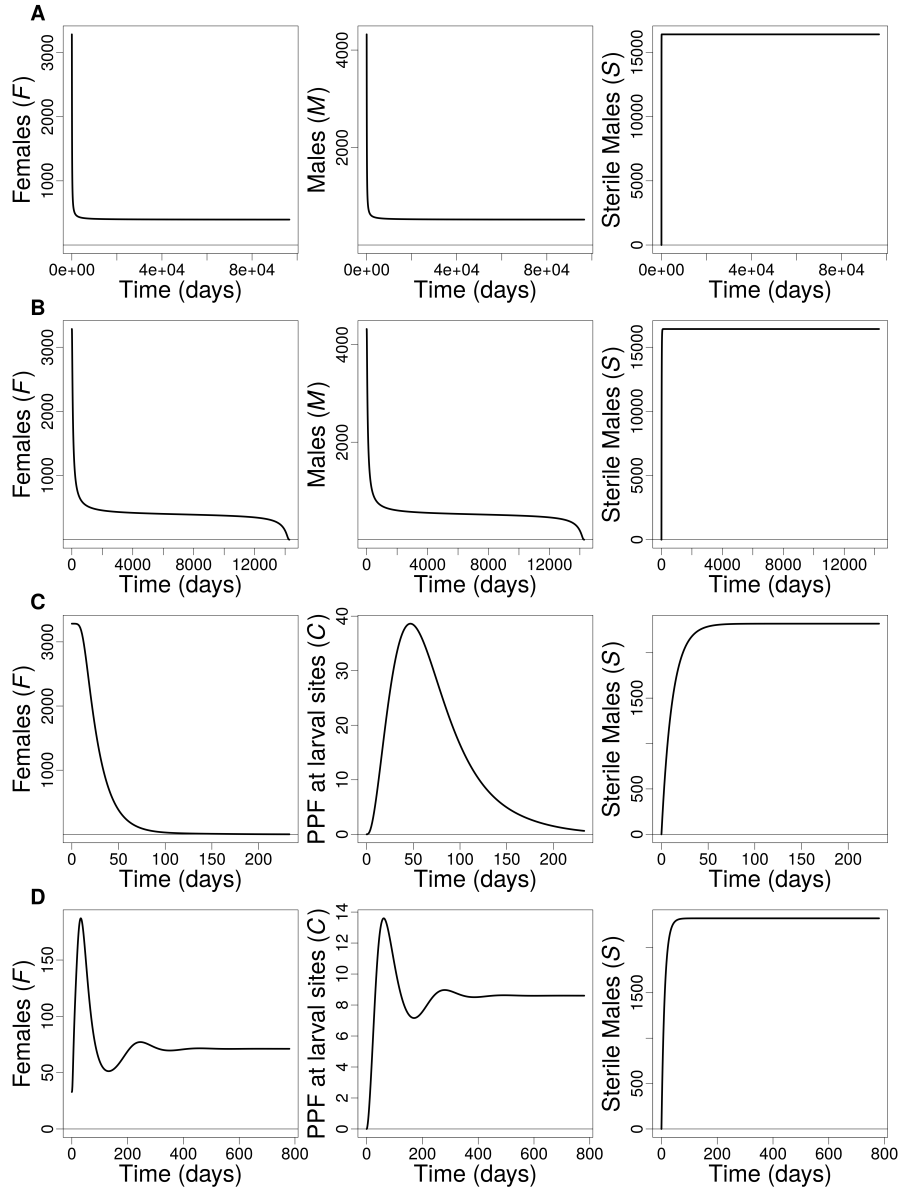 A
Females (F)
1000 2000 3000
0e+00 4e+04 8e+04
Time (days)
Males (M)
2000 4000
0e+00 4e+04 8e+04
Time (days)
Sterile Males (S)
0 5000 10000 15000
0e+00 4e+04 8e+04
Time (days)
B
Females (F)
1000 2000 3000
0 4000 8000 12000
Time (days)
Males (M)
2000 4000
0 4000 8000 12000
Time (days)
Sterile Males (S)
0 5000 10000 15000
0 4000 8000 12000
Time (days)
C
Females (F)
1000 2000 3000
0 50 100 150 200
Time (days)
PPF at larval sites (C)
0 10 20 30 40
0 50 100 150 200
Time (days)
Sterile Males (S)
0 500 1500
0 50 100 150 200
Time (days)
D
Females (F)
0 50 100 150
0 200 400 600 800
Time (days)
PPF at larval sites (C)
0 2 4 6 8 10 12 14
0 200 400 600 800
Time (days)
Sterile Males (S)
0 500 1500
0 200 400 600 800
Time (days)